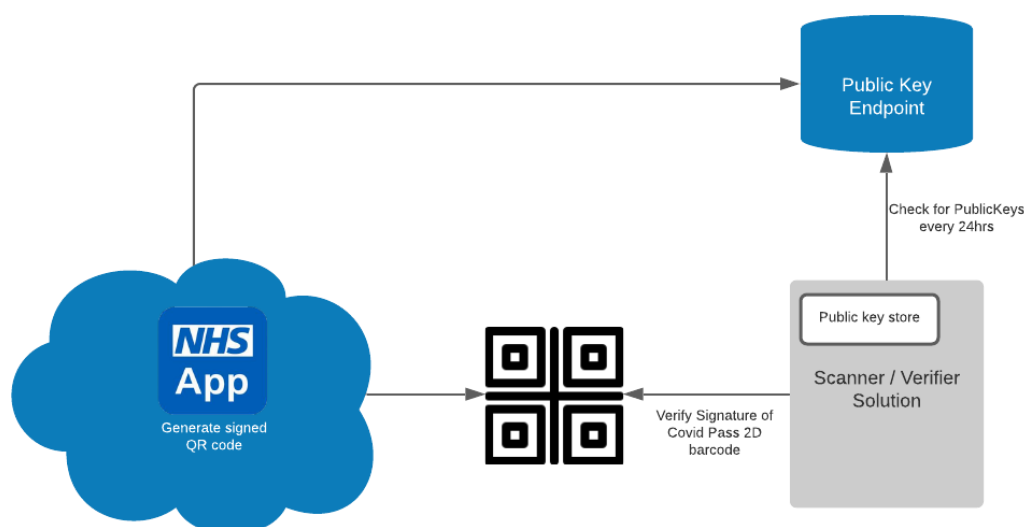 Public Key
Endpoint
Check for PublicKeys
every 24hrs
NHS
App
Generate signed
QR code
Verify Signature of
Covid Pass 2D
barcode
Public key store
Scanner / Verifier
Solution